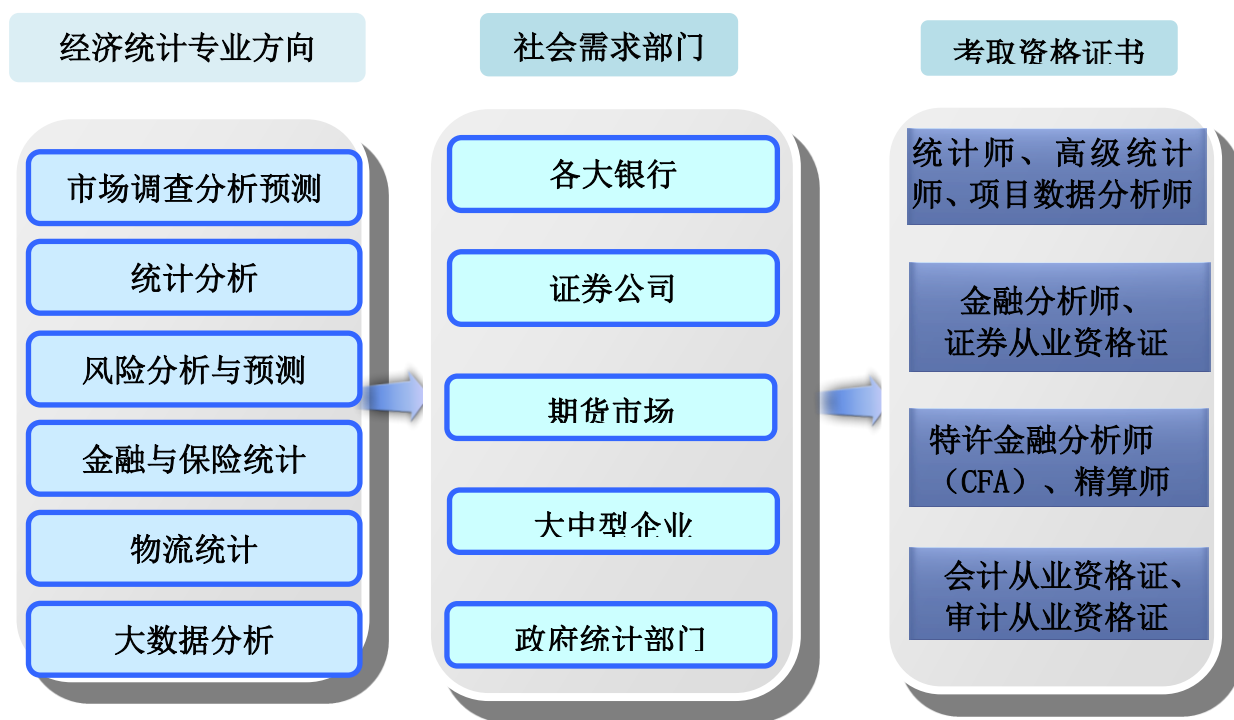 经济统计专业方向
市场调查分析预测
统计分析
风险分析与预测
金融与保险统计
物流统计
大数据分析
社会需求部门
各大银行
证券公司
期货市场
大中型企业
政府统计部门
考取资格证书
统计师、高级统计
师、项目数据分析师
金融分析师、
证券从业资格证
特许金融分析师
（CFA）、精算师
会计从业资格证、
审计从业资格证